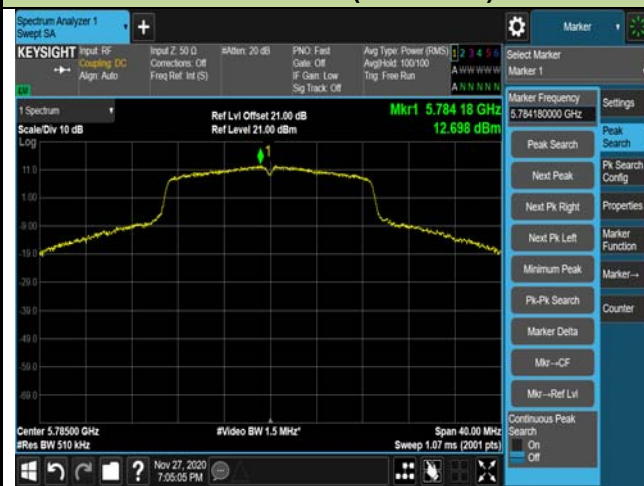 Spectrum Analyzer 1
Swept SA
+
Marker
KEYSIGHT
Input: RF
Coupling: DC
Align: Auto
Input Z: 50 Ω
Corrections: Off
Freq Ref: Int (S)
#Atten: 20 dB
PNO: Fast
Gate: Off
IF Gain: Low
Sig Track: Off
Avg Type: Power (RMS)
Avg|Hold: 100/100
Trig: Free Run
1 2 3 4 5 6
A W W W W W
A N N N N N
Select Marker
Marker 1
1 Spectrum
Scale/Div 10 dB
Log
Ref Lvl Offset 21.00 dB
Ref Level 21.00 dBm
Mkr1 5.784 18 GHz
12.698 dBm
1
11.0
1.00
-9.00
-19.0
-29.0
-39.0
-49.0
-59.0
-69.0
Center 5.78500 GHz
#Res BW 510 kHz
#Video BW 1.5 MHz*
Span 40.00 MHz
Sweep 1.07 ms (2001 pts)
Marker Frequency
5.784180000 GHz
Peak Search
Next Peak
Next Pk Right
Next Pk Left
Minimum Peak
Pk-Pk Search
Marker Delta
Mkr→CF
Mkr→Ref Lvl
Continuous Peak
Search
On
Off
Settings
Peak
Search
Pk Search
Config
Properties
Marker
Function
Marker→
Counter
?
Nov 27, 2020
7:05:05 PM